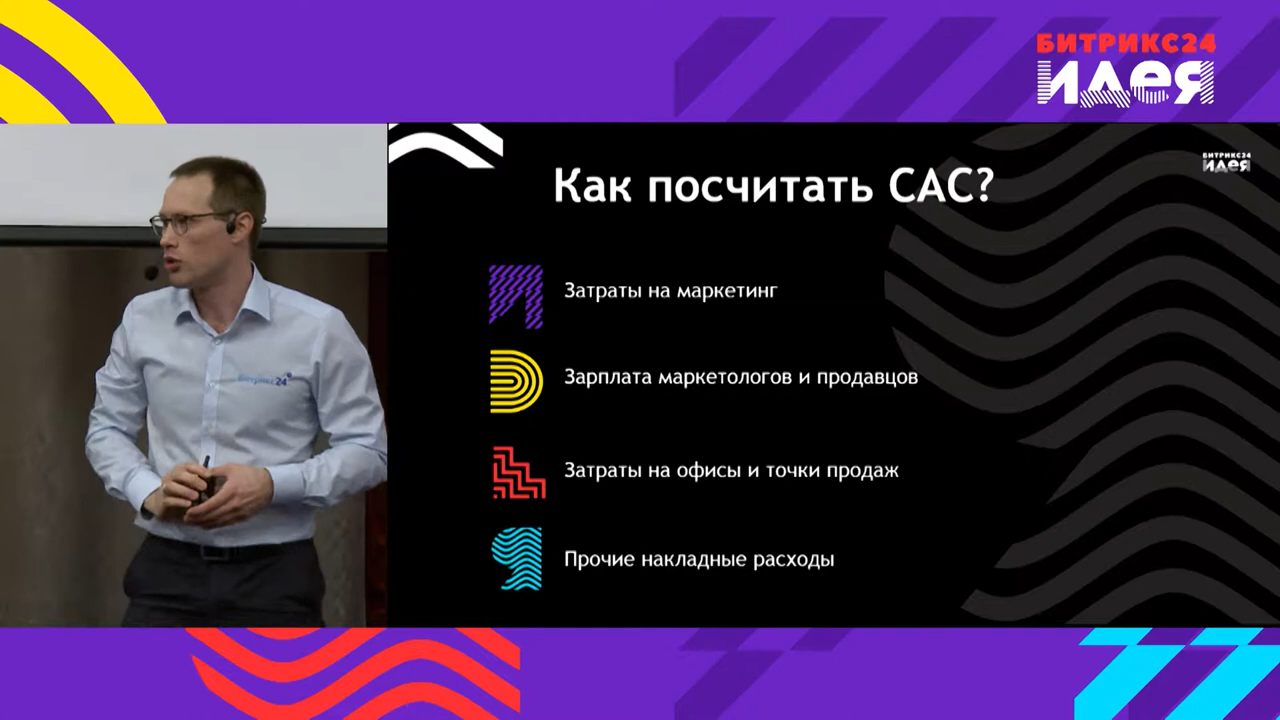 БИТРИКС24
ИДЕЯ
БИТРИКС24
ИДЕЯ
Как посчитать CAC?
Затраты на маркетинг
Зарплата маркетологов и продавцов
Затраты на офисы и точки продаж
Прочие накладные расходы
Битрикс24